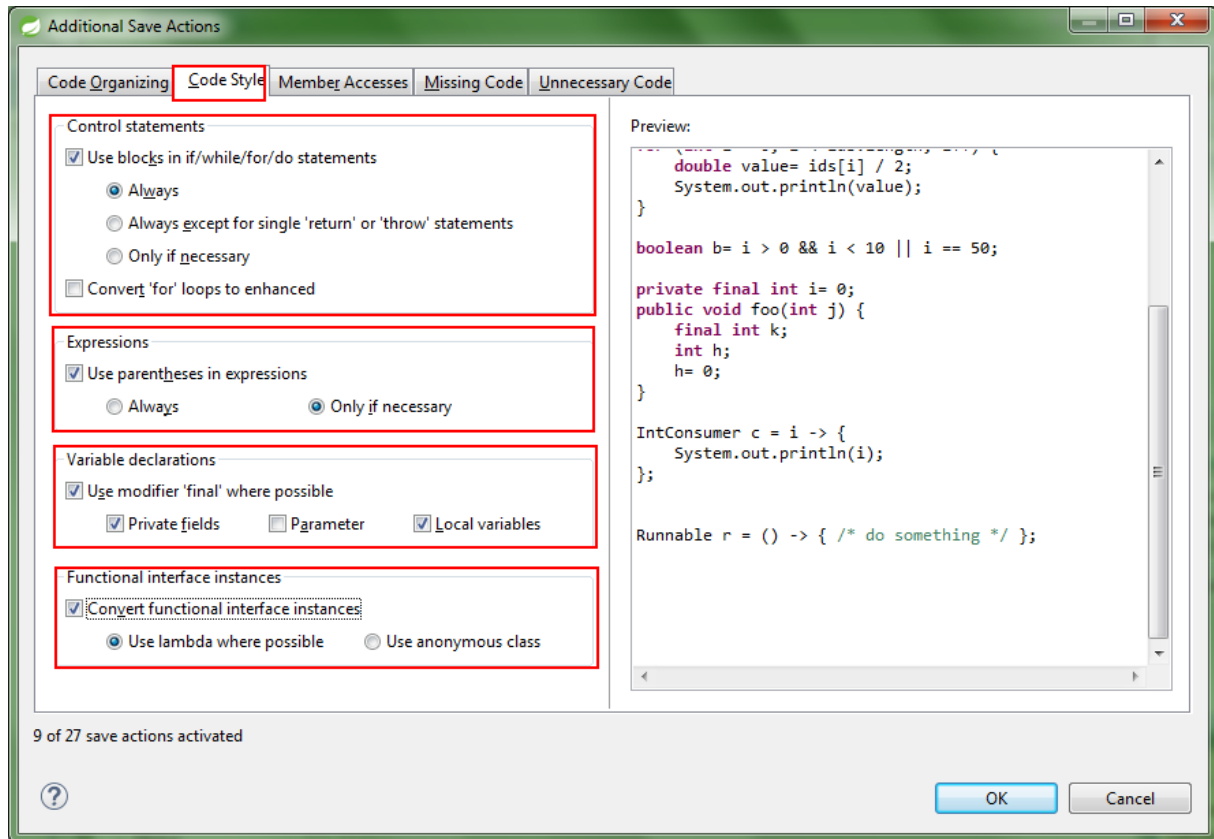 Additional Save Actions
Code Organizing Code Style Member Accesses Missing Code Unnecessary Code
Control statements
Use blocks in if/while/for/do statements
Always
Always except for single 'return' or 'throw' statements
Only if necessary
Convert 'for' loops to enhanced
Expressions
Use parentheses in expressions
Always Only if necessary
Variable declarations
Use modifier 'final' where possible
Private fields Parameter Local variables
Functional interface instances
Convert functional interface instances
Use lambda where possible Use anonymous class
Preview:
double value= ids[i] / 2;
System.out.println(value);
}
boolean b= i > 0 && i < 10 || i == 50;
private final int i= 0;
public void foo(int j) {
final int k;
int h;
h= 0;
}
IntConsumer c = i -> {
System.out.println(i);
};
Runnable r = () -> { /* do something */ };
9 of 27 save actions activated
?
OK Cancel